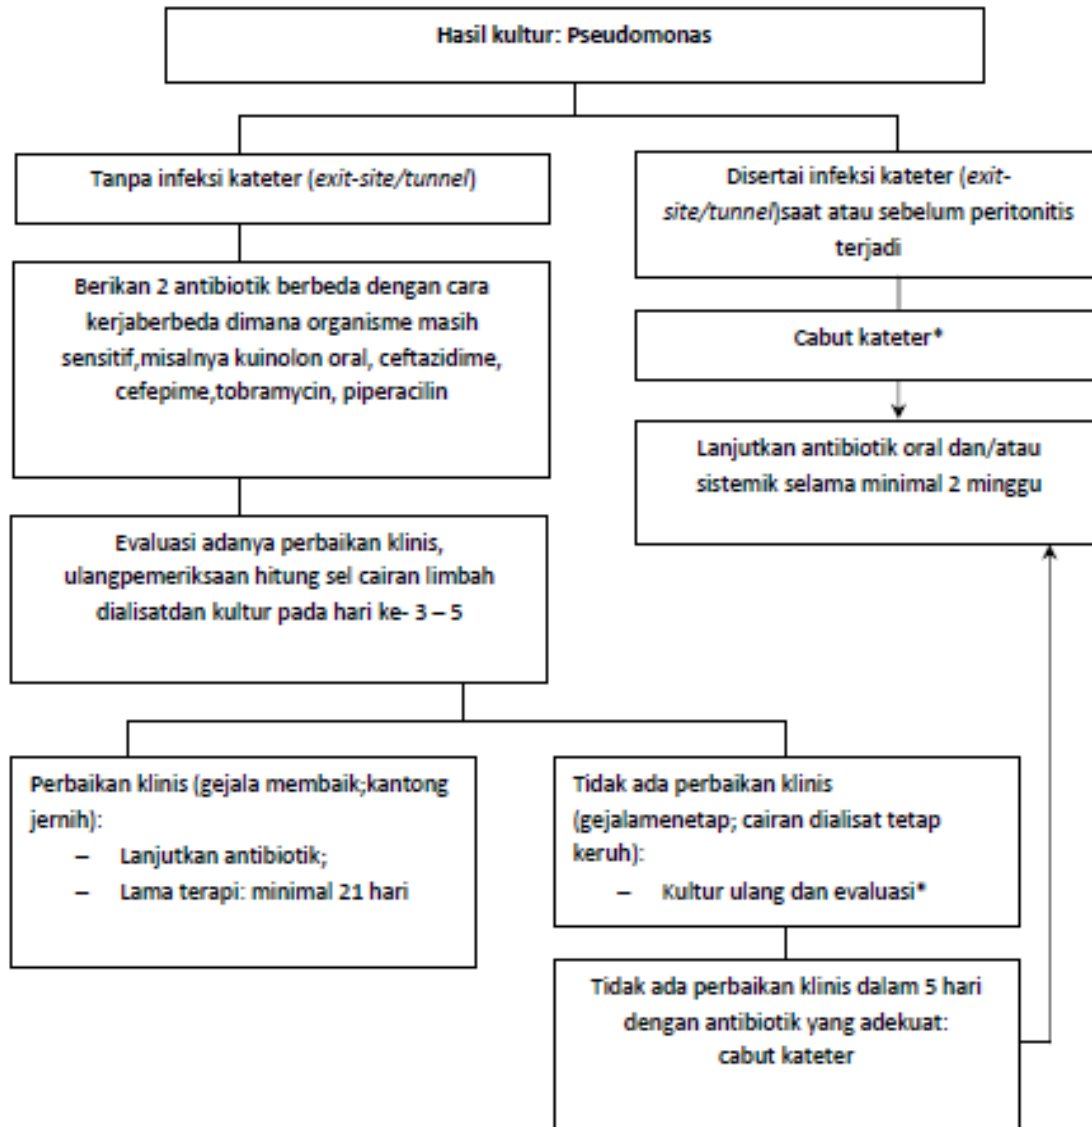 Hasil kultur: Pseudomonas
Tanpa infeksi kateter (exit-site/tunnel)
Disertai infeksi kateter (exit-
site/tunnel)saat atau sebelum peritonitis
terjadi
Berikan 2 antibiotik berbeda dengan cara
kerjaberbeda dimana organisme masih
sensitif,misalnya kuinolon oral, ceftazidime,
cefepime,tobramycin, piperacilin
Cabut kateter*
Lanjutkan antibiotik oral dan/atau
sistemik selama minimal 2 minggu
Evaluasi adanya perbaikan klinis,
ulangpemeriksaan hitung sel cairan limbah
dialisatdan kultur pada hari ke- 3 – 5
Perbaikan klinis (gejala membaik;kantong
jernih):
– Lanjutkan antibiotik;
– Lama terapi: minimal 21 hari
Tidak ada perbaikan klinis
(gejalamenetap; cairan dialisat tetap
keruh):
– Kultur ulang dan evaluasi*
Tidak ada perbaikan klinis dalam 5 hari
dengan antibiotik yang adekuat:
cabut kateter